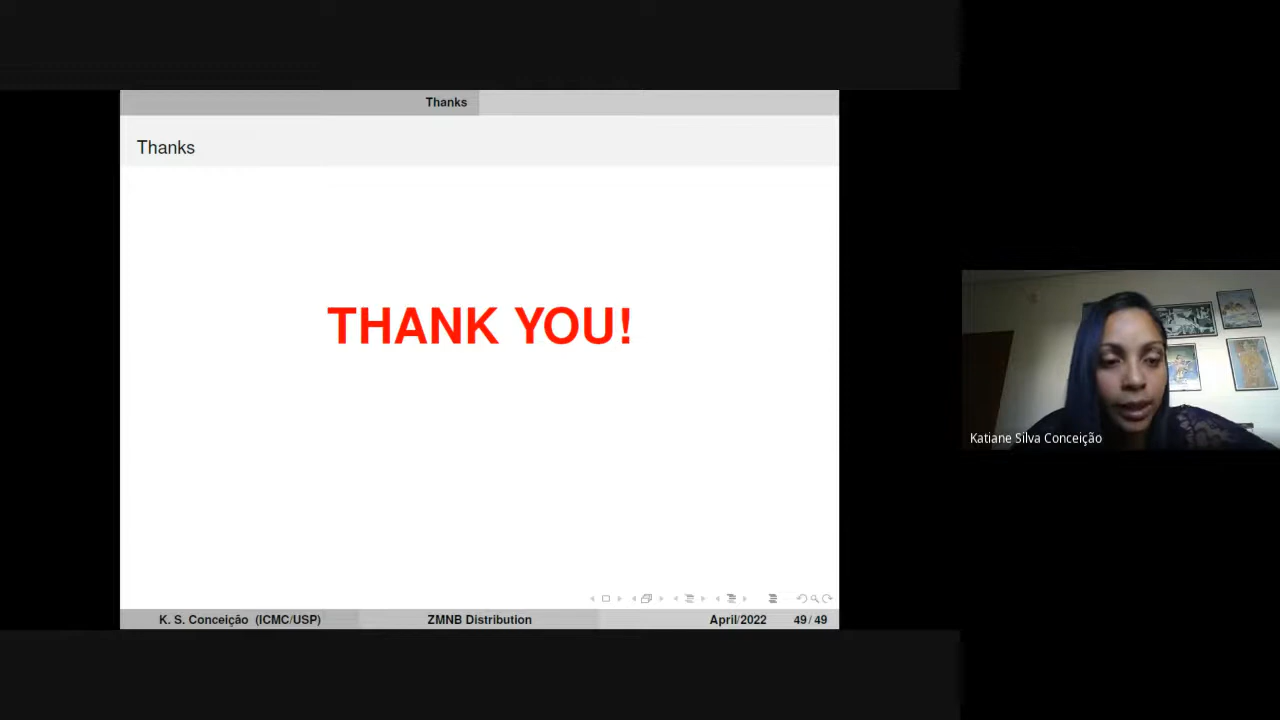 Thanks
Thanks
THANK YOU!
Katiane Silva Conceição
K. S. Conceição (ICMC/USP) ZMNB Distribution April/2022 49/49